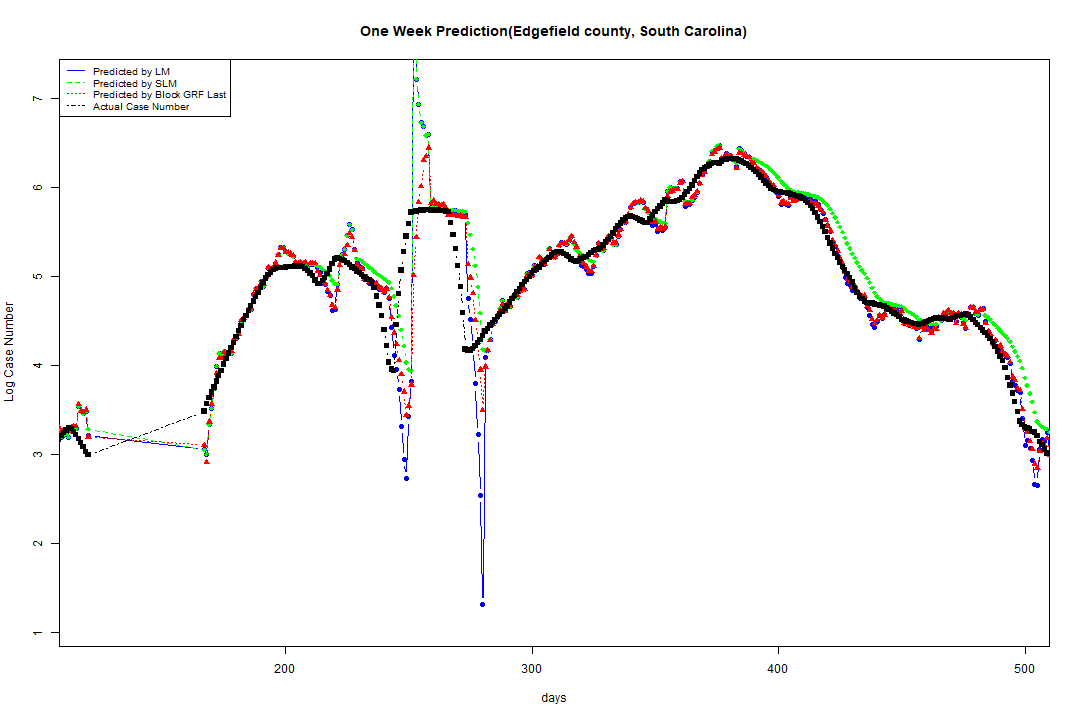 One Week Prediction(Edgefield county, South Carolina)
Predicted by LM
Predicted by SLM
Predicted by Block GRF Last
Actual Case Number
7
6
5
4
3
2
1
Log Case Number
200
300
400
500
days